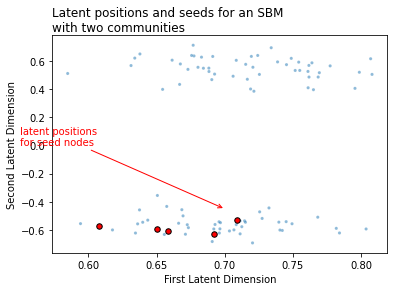 Latent positions and seeds for an SBM
with two communities
Second Latent Dimension
0.6
0.4
0.2
0.0
−0.2
−0.4
−0.6
latent positions
for seed nodes
0.60
0.65
0.70
0.75
0.80
First Latent Dimension